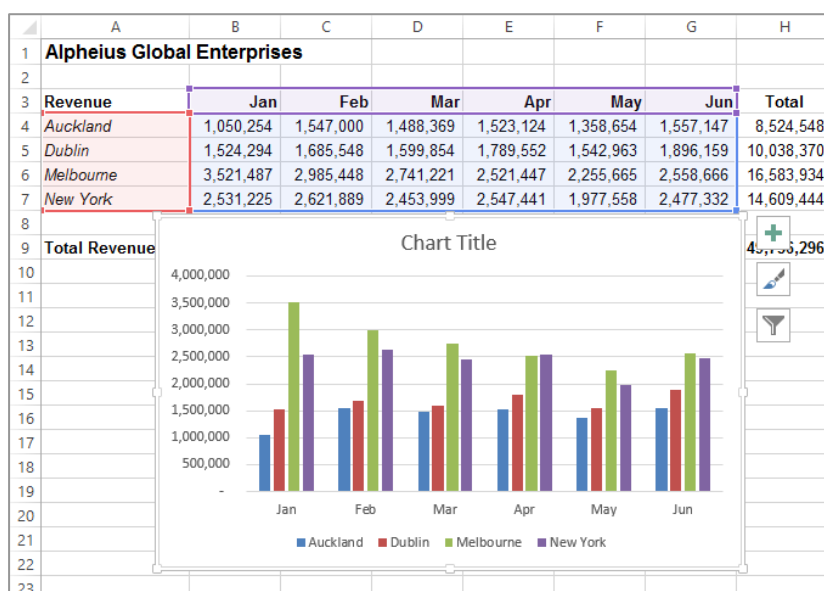 A B C D E F G H
1 Alpheius Global Enterprises
2
3 Revenue Jan Feb Mar Apr May Jun Total
4 Auckland 1,050,254 1,547,000 1,488,369 1,523,124 1,358,654 1,557,147 8,524,548
5 Dublin 1,524,294 1,685,548 1,599,854 1,789,552 1,542,963 1,896,159 10,038,370
6 Melbourne 3,521,487 2,985,448 2,741,221 2,521,447 2,255,665 2,558,666 16,583,934
7 New York 2,531,225 2,621,889 2,453,999 2,547,441 1,977,558 2,477,332 14,609,444
8
9 Total Revenue
10
11
12
13
14
15
16
17
18
19
20
21
22
23
Chart Title
4,000,000
3,500,000
3,000,000
2,500,000
2,000,000
1,500,000
1,000,000
500,000
-
Jan Feb Mar Apr May Jun
Auckland Dublin Melbourne New York